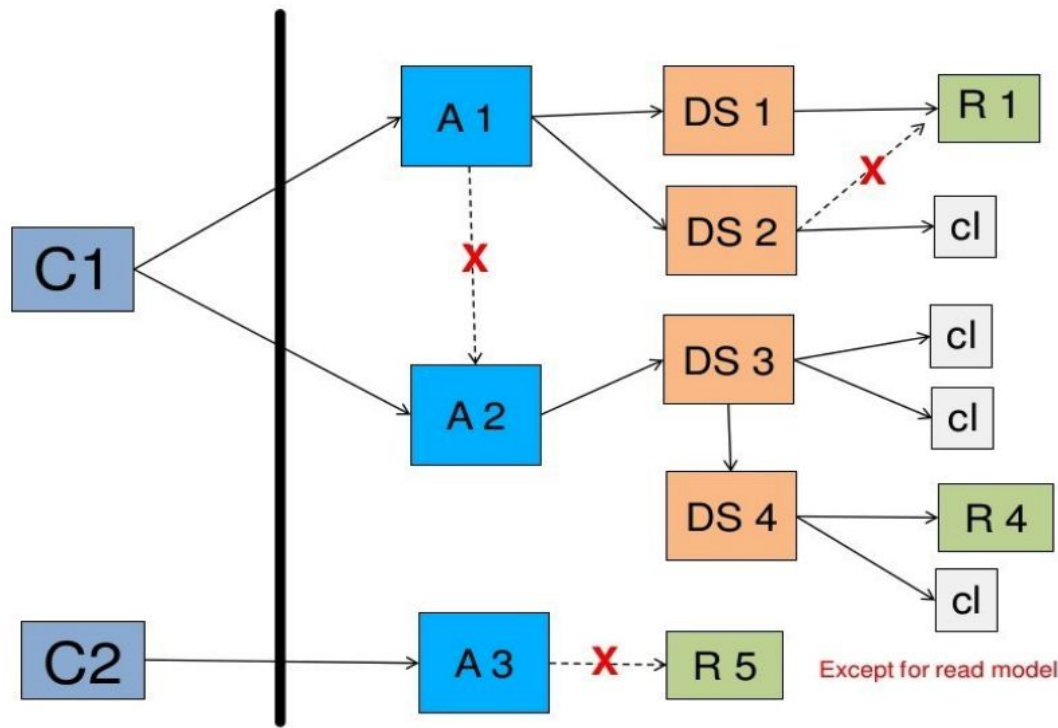 A 1
DS 1
R 1
X
DS 2
cl
C1
X
cl
DS 3
A 2
cl
DS 4
R 4
cl
C2
A 3
X
R 5
Except for read model